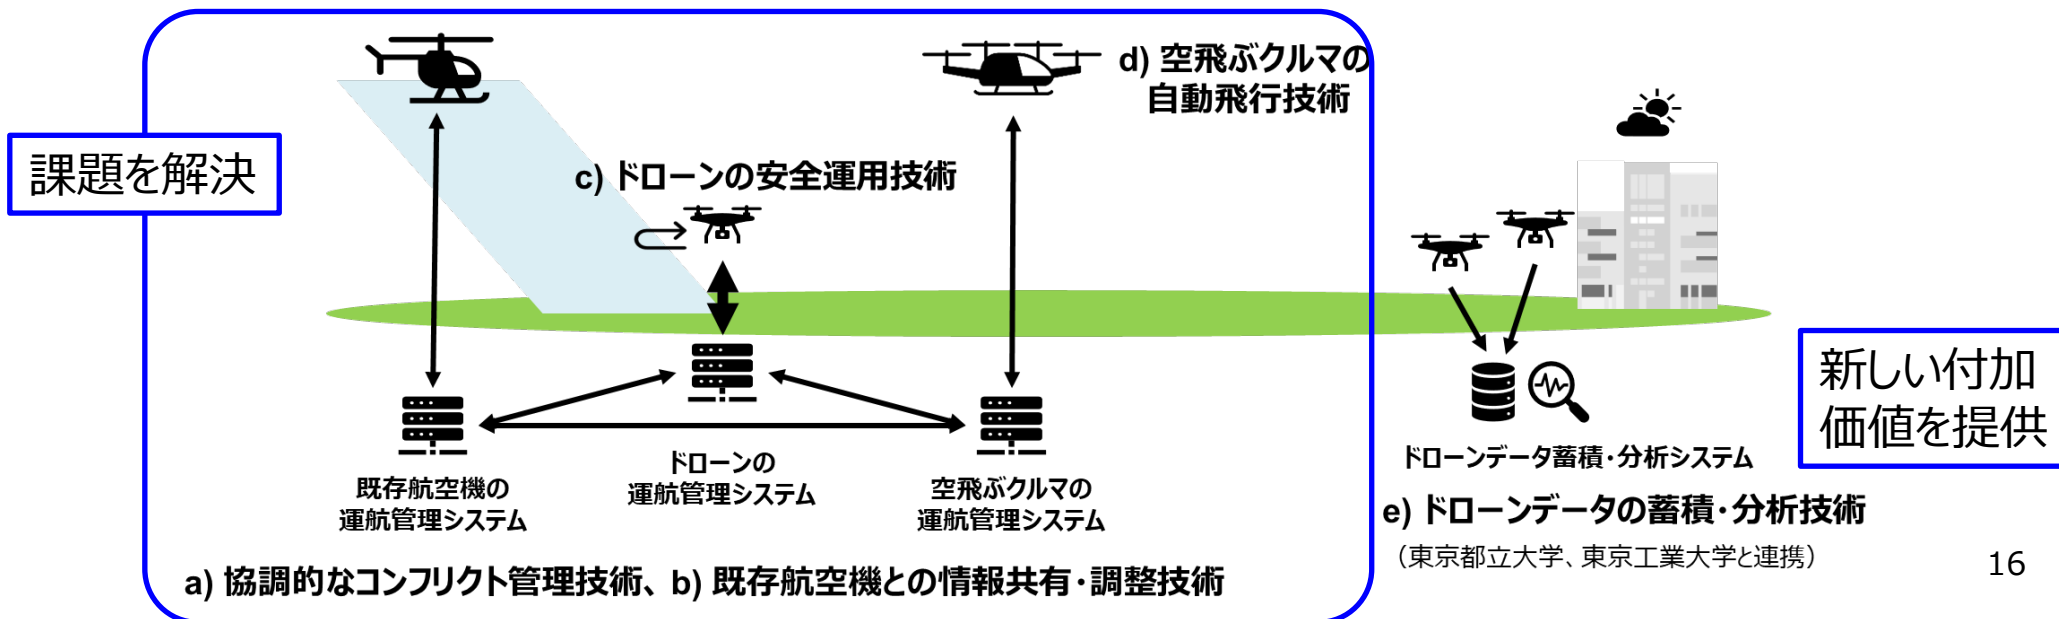 d) 空飛ぶクルマの
自動飛行技術
課題を解決
c) ドローンの安全運用技術
新しい付加
価値を提供
ドローンの
運航管理システム
既存航空機の
運航管理システム
空飛ぶクルマの
運航管理システム
ドローンデータ蓄積・分析システム
e) ドローンデータの蓄積・分析技術
（東京都立大学、東京工業大学と連携）
a) 協調的なコンフリクト管理技術、b) 既存航空機との情報共有・調整技術
16